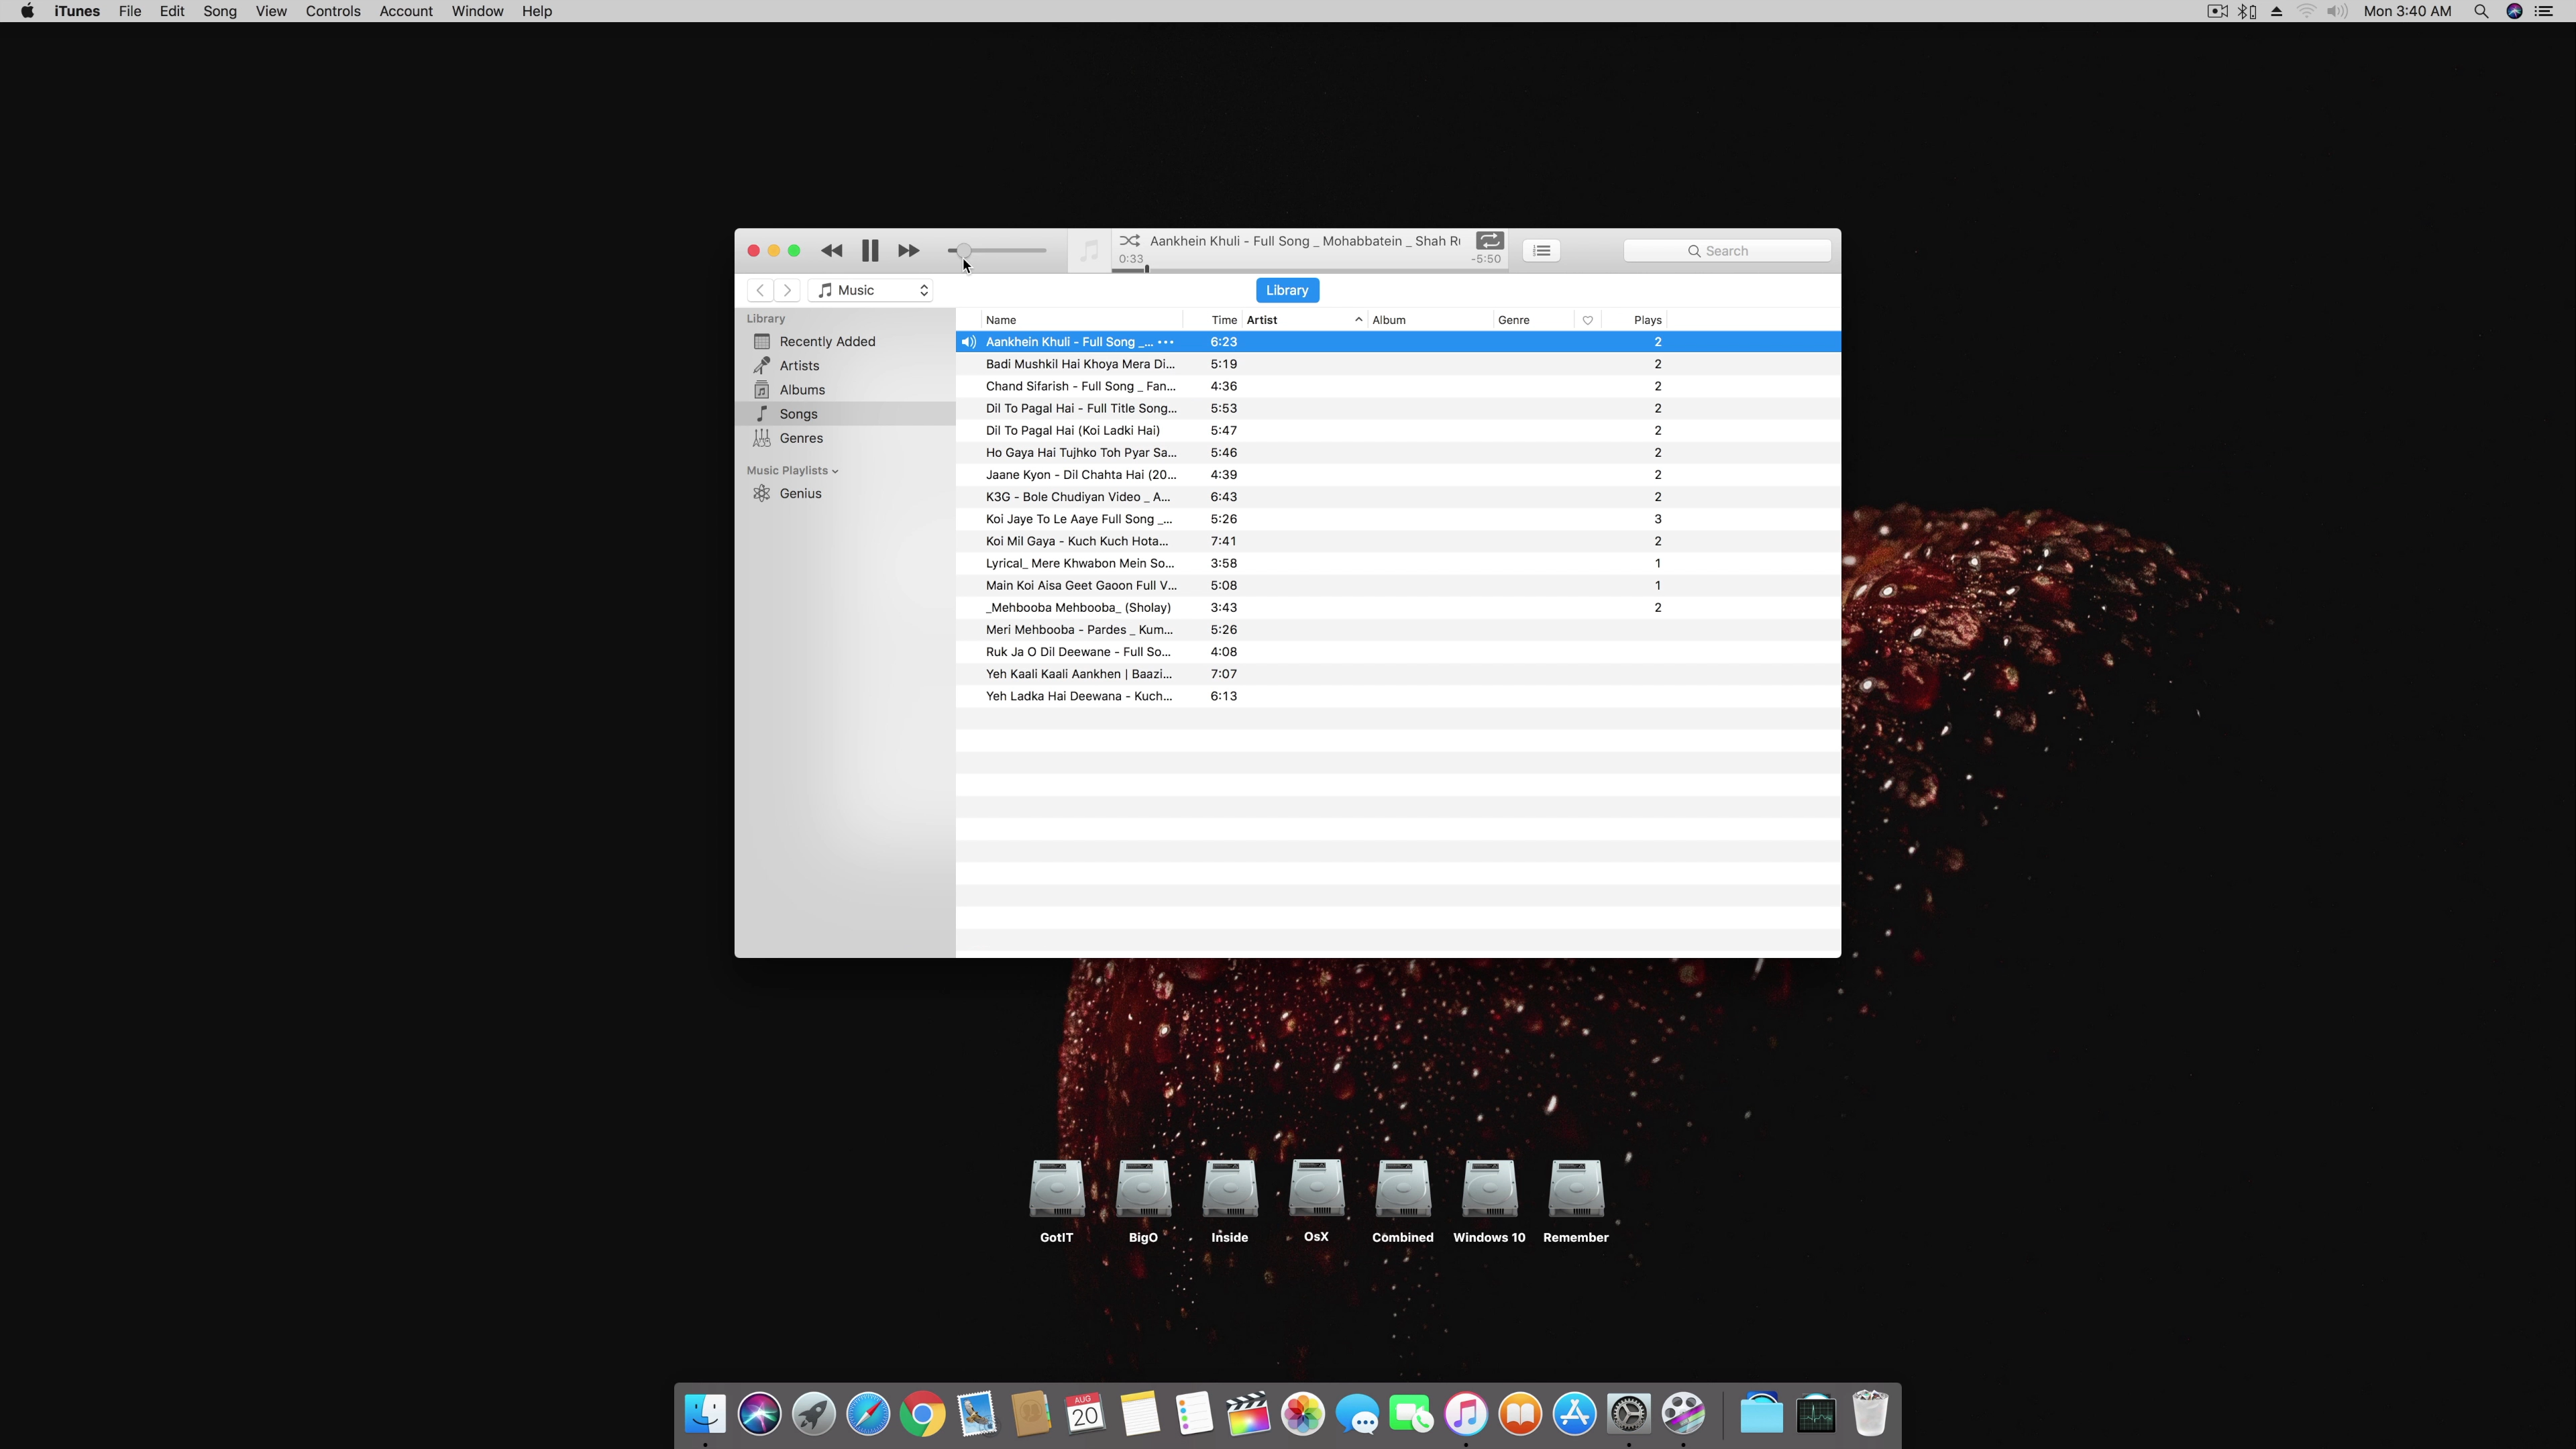 iTunes File Edit Song View Controls Account Window Help Mon 3:40 AM
Aankhein Khuli - Full Song _ Mohabbatein _ Shah Ru
0:33 -5:50
Search
Music Library
Library
Recently Added
Artists
Albums
Songs
Genres
Music Playlists
Genius
Name Time Artist Album Genre Plays
Aankhein Khuli - Full Song _... 6:23 2
Badi Mushkil Hai Khoya Mera Di... 5:19 2
Chand Sifarish - Full Song _ Fan... 4:36 2
Dil To Pagal Hai - Full Title Song... 5:53 2
Dil To Pagal Hai (Koi Ladki Hai) 5:47 2
Ho Gaya Hai Tujhko Toh Pyar Sa... 5:46 2
Jaane Kyon - Dil Chahta Hai (20... 4:39 2
K3G - Bole Chudiyan Video _ A... 6:43 2
Koi Jaye To Le Aaye Full Song _... 5:26 3
Koi Mil Gaya - Kuch Kuch Hota... 7:41 2
Lyrical_ Mere Khwabon Mein So... 3:58 1
Main Koi Aisa Geet Gaoon Full V... 5:08 1
_Mehbooba Mehbooba_ (Sholay) 3:43 2
Meri Mehbooba - Pardes _ Kum... 5:26
Ruk Ja O Dil Deewane - Full So... 4:08
Yeh Kaali Kaali Aankhen | Baazi... 7:07
Yeh Ladka Hai Deewana - Kuch... 6:13
GotIT BigO Inside OsX Combined Windows 10 Remember
AUG
20